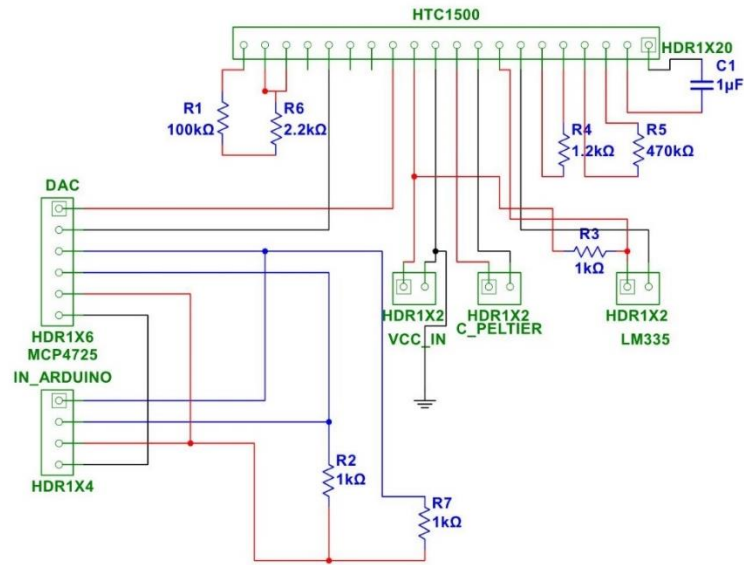 HTC1500
HDR1X20
C1
1µF
R1
100kΩ
R6
2.2kΩ
R4
1.2kΩ
R5
470kΩ
DAC
R3
1kΩ
HDR1X6
MCP4725
HDR1X2
VCC_IN
HDR1X2
C_PELTIER
HDR1X2
LM335
IN_ARDUINO
HDR1X4
R2
1kΩ
R7
1kΩ